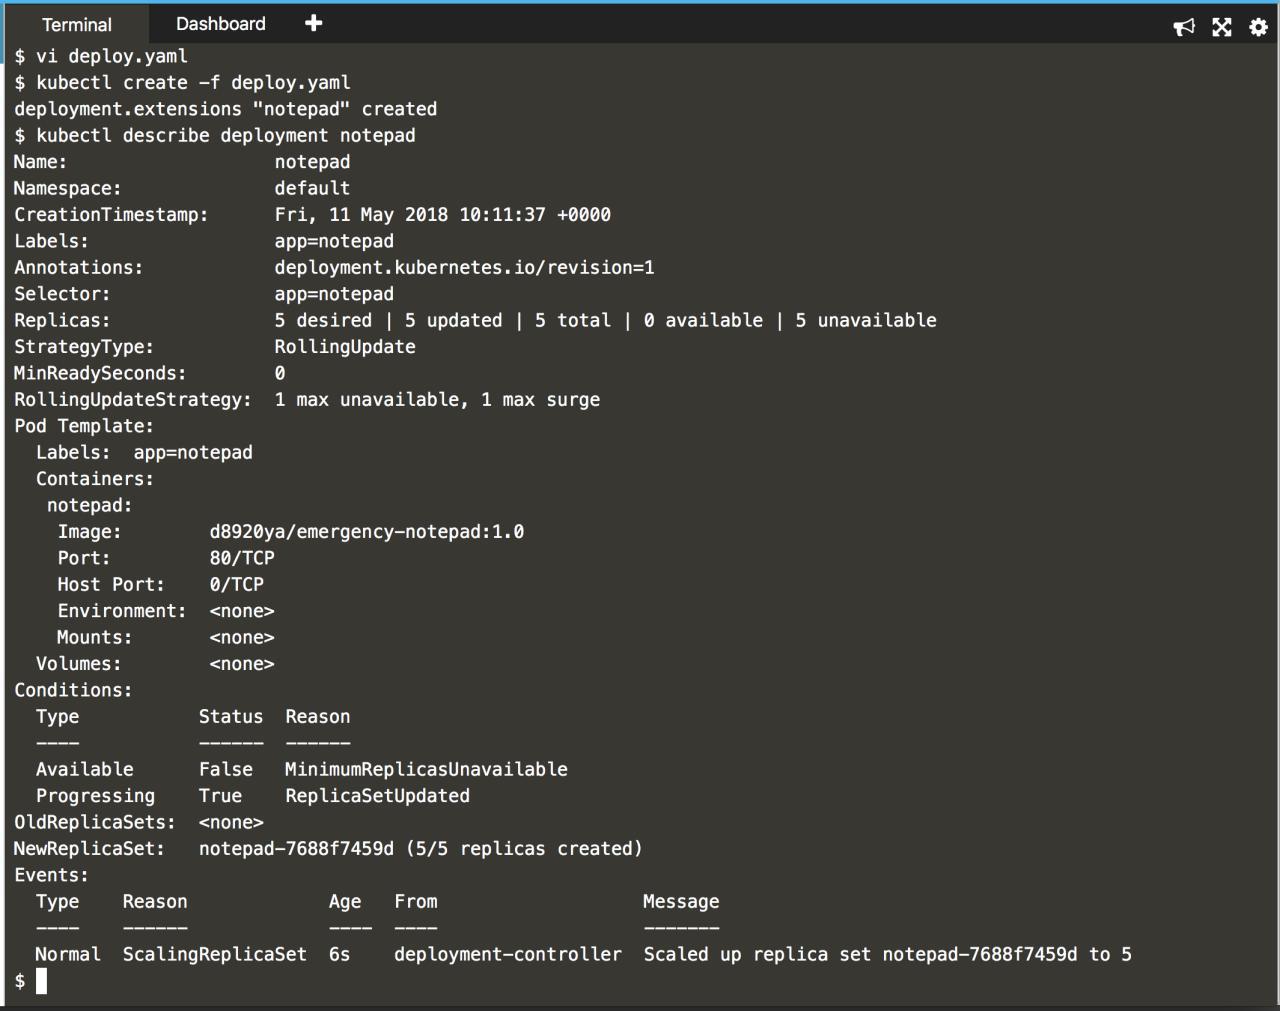 Terminal Dashboard +
$ vi deploy.yaml
$ kubectl create -f deploy.yaml
deployment.extensions "notepad" created
$ kubectl describe deployment notepad
Name:                   notepad
Namespace:              default
CreationTimestamp:      Fri, 11 May 2018 10:11:37 +0000
Labels:                 app=notepad
Annotations:            deployment.kubernetes.io/revision=1
Selector:               app=notepad
Replicas:               5 desired | 5 updated | 5 total | 0 available | 5 unavailable
StrategyType:           RollingUpdate
MinReadySeconds:        0
RollingUpdateStrategy:  1 max unavailable, 1 max surge
Pod Template:
  Labels:  app=notepad
  Containers:
   notepad:
    Image:        d8920ya/emergency-notepad:1.0
    Port:         80/TCP
    Host Port:    0/TCP
    Environment:  <none>
    Mounts:       <none>
  Volumes:        <none>
Conditions:
  Type           Status  Reason
  ----           ------  ------
  Available      False   MinimumReplicasUnavailable
  Progressing    True    ReplicaSetUpdated
OldReplicaSets:  <none>
NewReplicaSet:   notepad-7688f7459d (5/5 replicas created)
Events:
  Type    Reason             Age   From                   Message
  ----    ------             ----  ----                   -------
  Normal  ScalingReplicaSet  6s    deployment-controller  Scaled up replica set notepad-7688f7459d to 5
$